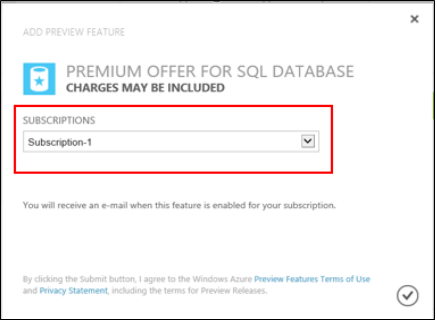 ADD PREVIEW FEATURE
PREMIUM OFFER FOR SQL DATABASE
CHARGES MAY BE INCLUDED
SUBSCRIPTIONS
Subscription-1
You will receive an e-mail when this feature is enabled for your subscription.
By clicking the Submit button, I agree to the Windows Azure Preview Features Terms of Use
and Privacy Statement, including the terms for Preview Releases.